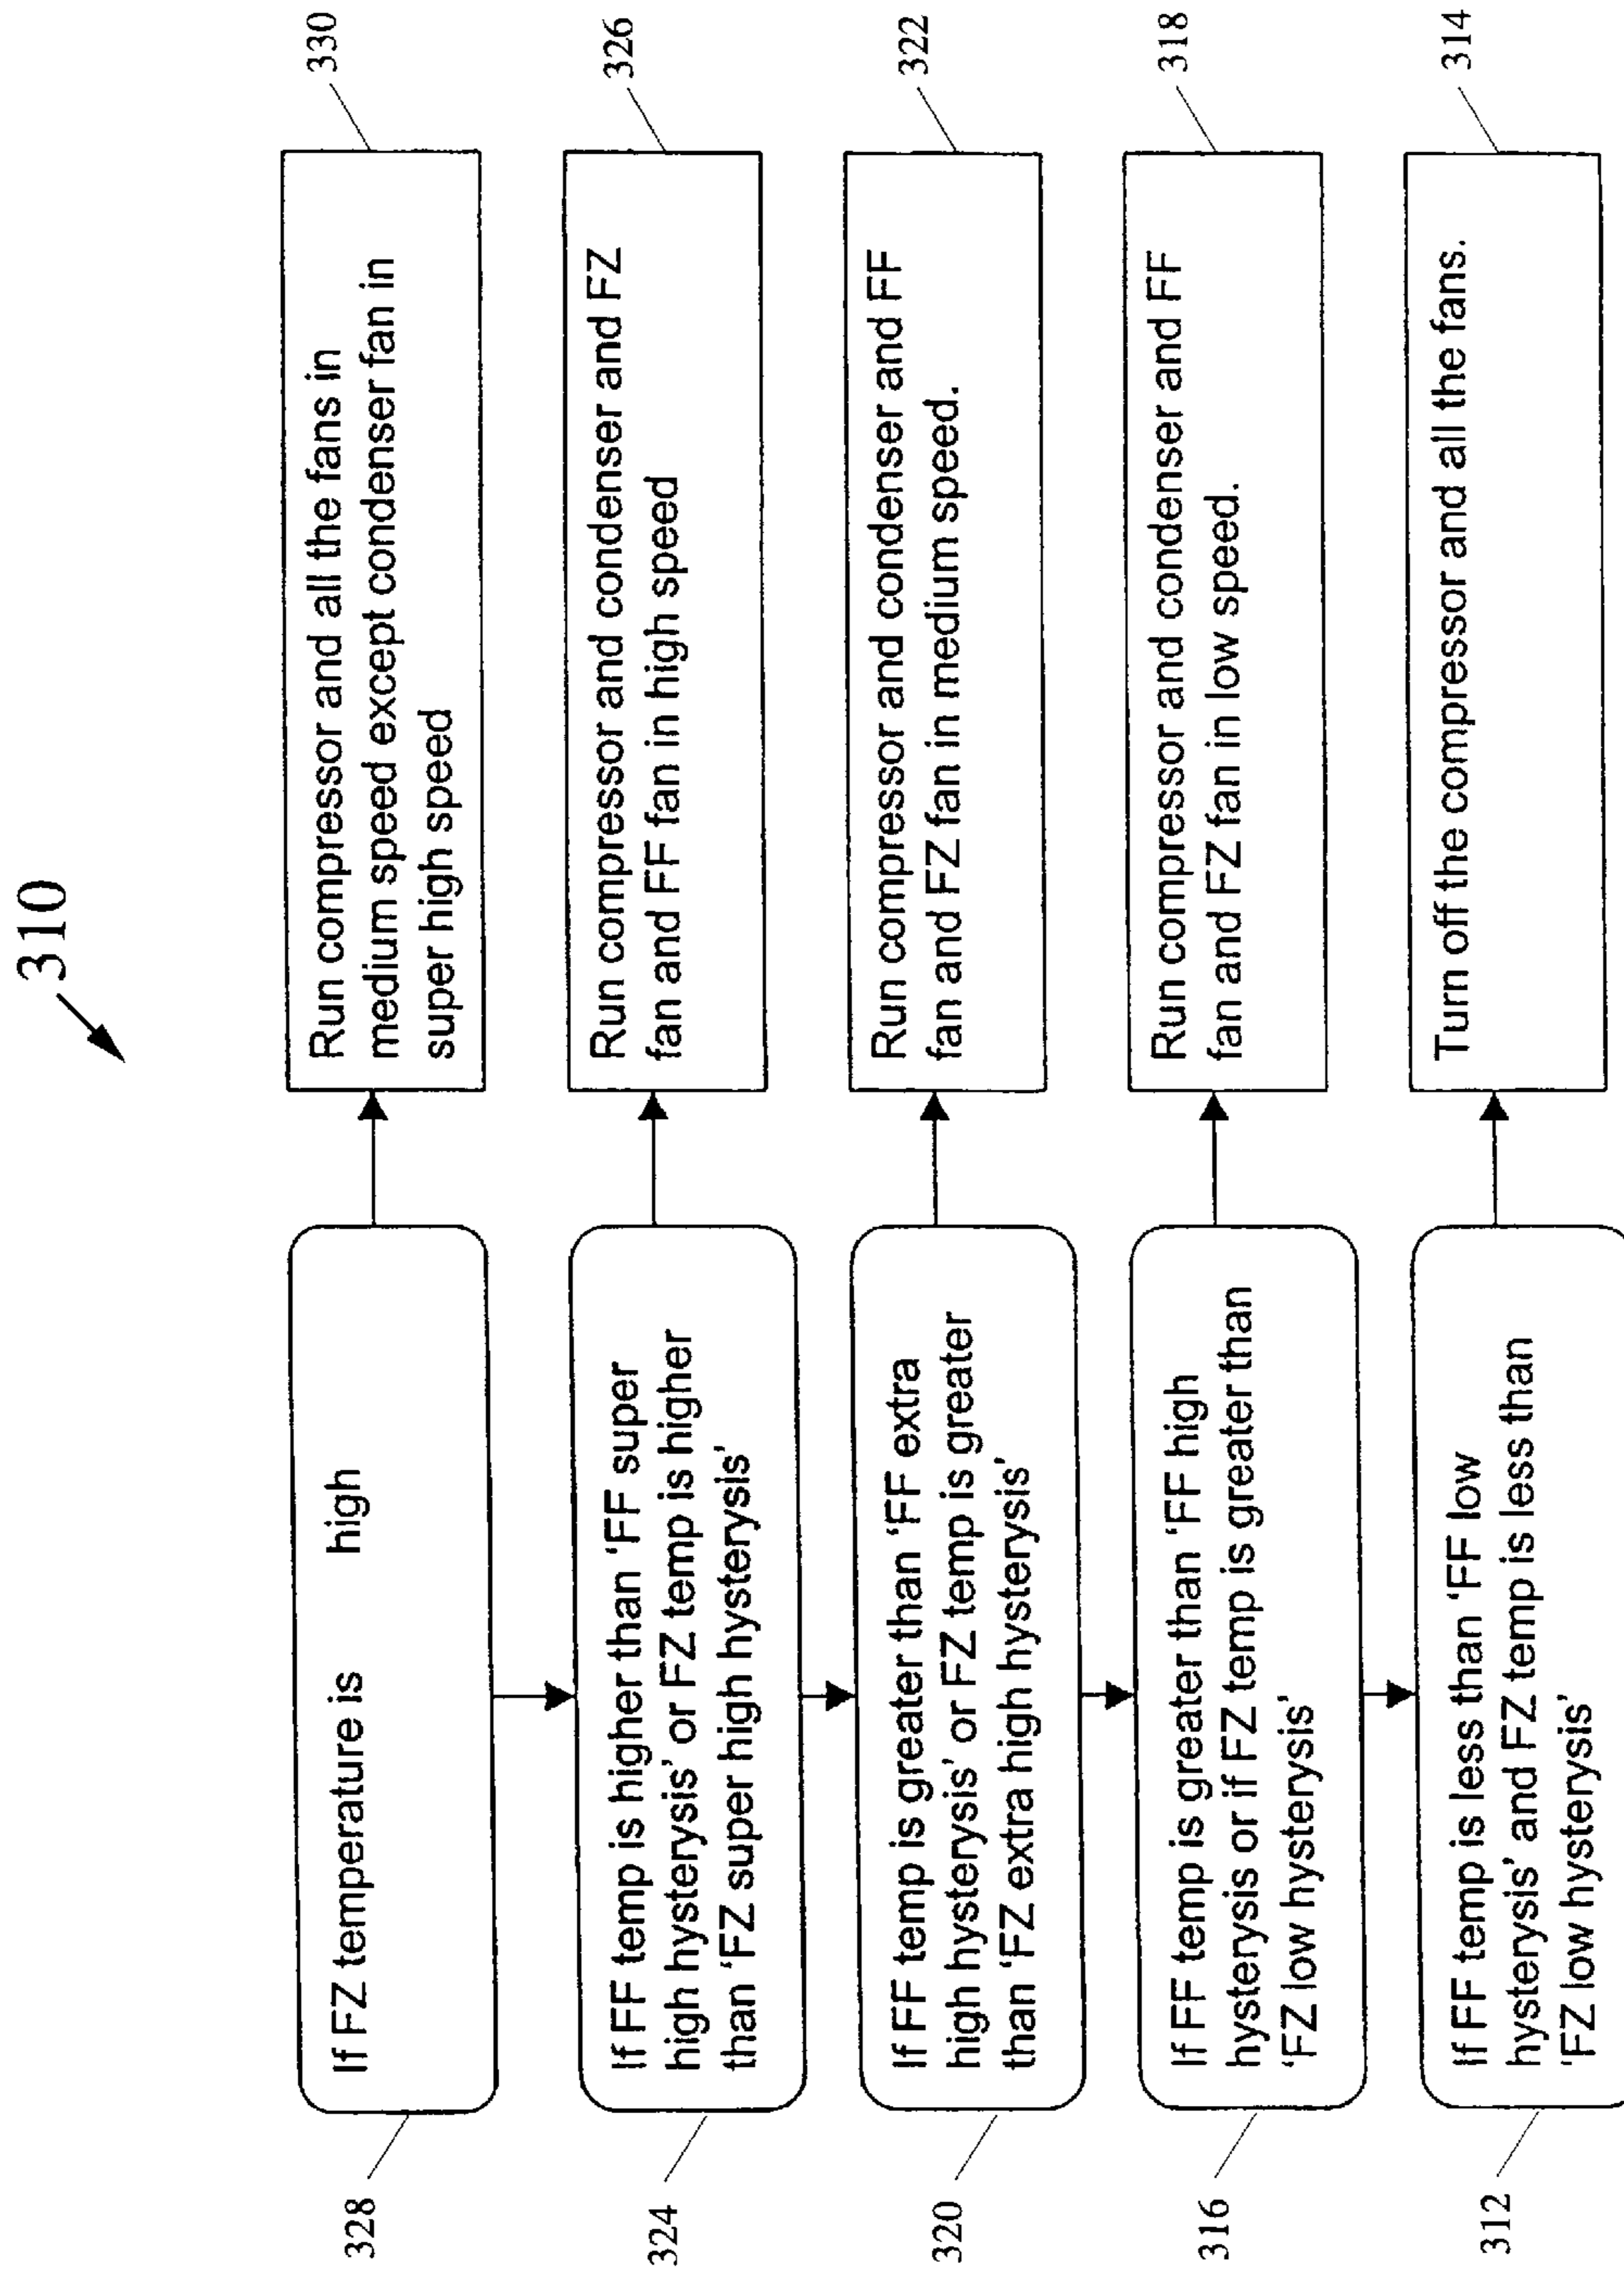 310
328
If FZ temperature is high
Run compressor and all the fans in
medium speed except condenser fan in
super high speed
330
324
If FF temp is higher than ‘FF super
high hysterysis’ or FZ temp is higher
than ‘FZ super high hysterysis’
Run compressor and condenser and FZ
fan and FF fan in high speed
326
320
If FF temp is greater than ‘FF extra
high hysterysis’ or FZ temp is greater
than ‘FZ extra high hysterysis’
Run compressor and condenser and FF
fan and FZ fan in medium speed.
322
316
If FF temp is greater than ‘FF high
hysterysis or if FZ temp is greater than
‘FZ low hysterysis’
Run compressor and condenser and FF
fan and FZ fan in low speed.
318
312
If FF temp is less than ‘FF low
hysterysis’ and FZ temp is less than
‘FZ low hysterysis’
Turn off the compressor and all the fans.
314